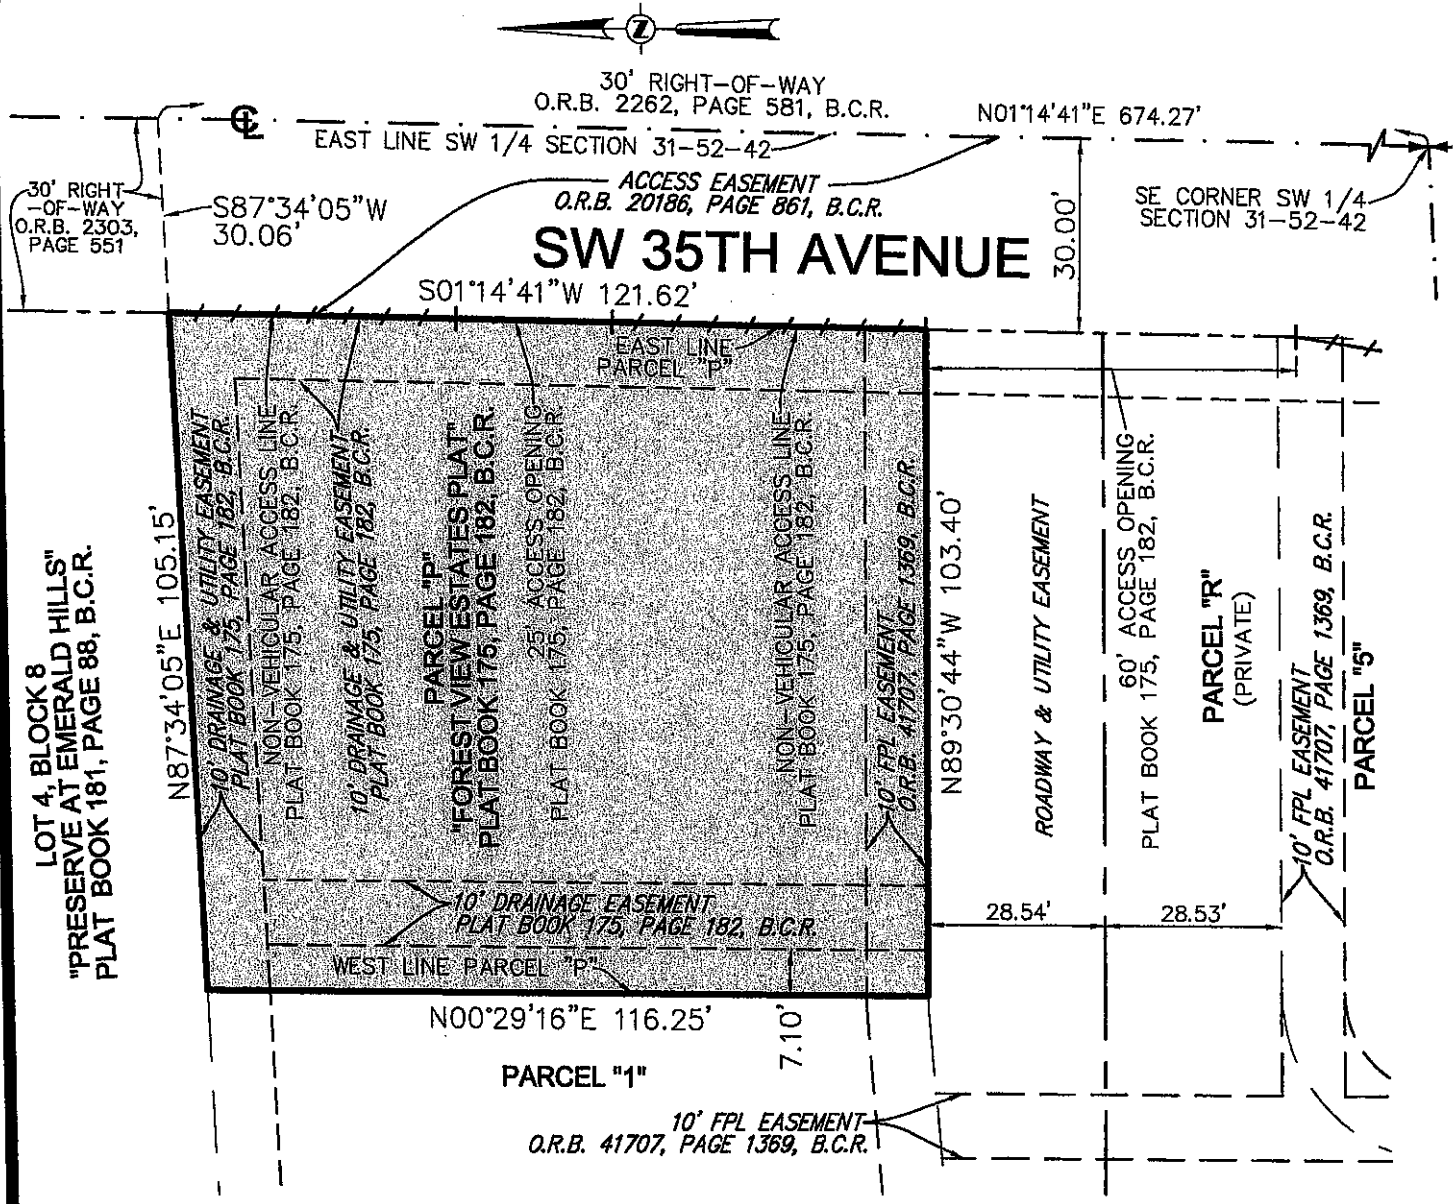 Z
30' RIGHT-OF-WAY
O.R.B. 2262, PAGE 581, B.C.R.
N01°14'41"E 674.27'
CL
EAST LINE SW 1/4 SECTION 31-52-42
30' RIGHT
-OF-WAY
O.R.B. 2303,
PAGE 551
S87°34'05"W
30.06'
ACCESS EASEMENT
O.R.B. 20186, PAGE 861, B.C.R.
SE CORNER SW 1/4
SECTION 31-52-42
SW 35TH AVENUE
30.00'
S01°14'41"W 121.62'
EAST LINE
PARCEL "P"
LOT 4, BLOCK 8
"PRESERVE AT EMERALD HILLS"
PLAT BOOK 181, PAGE 88, B.C.R.
N87°34'05"E 105.15'
10' DRAINAGE & UTILITY EASEMENT
PLAT BOOK 175, PAGE 182, B.C.R.
NON-VEHICULAR ACCESS LINE
PLAT BOOK 175, PAGE 182, B.C.R.
10' DRAINAGE & UTILITY EASEMENT
PLAT BOOK 175, PAGE 182, B.C.R.
PARCEL "P"
"FOREST VIEW ESTATES PLAT"
PLAT BOOK 175, PAGE 182, B.C.R.
25' ACCESS OPENING
PLAT BOOK 175, PAGE 182, B.C.R.
NON-VEHICULAR ACCESS LINE
PLAT BOOK 175, PAGE 182, B.C.R.
10' FPL EASEMENT
O.R.B. 41707, PAGE 1369, B.C.R.
N89°30'44"W 103.40'
ROADWAY & UTILITY EASEMENT
60' ACCESS OPENING
PLAT BOOK 175, PAGE 182, B.C.R.
PARCEL "R"
(PRIVATE)
10' FPL EASEMENT
O.R.B. 41707, PAGE 1369, B.C.R.
PARCEL "5"
10' DRAINAGE EASEMENT
PLAT BOOK 175, PAGE 182, B.C.R.
28.54'
28.53'
WEST LINE PARCEL "P"
N00°29'16"E 116.25'
7.10'
PARCEL "1"
10' FPL EASEMENT
O.R.B. 41707, PAGE 1369, B.C.R.